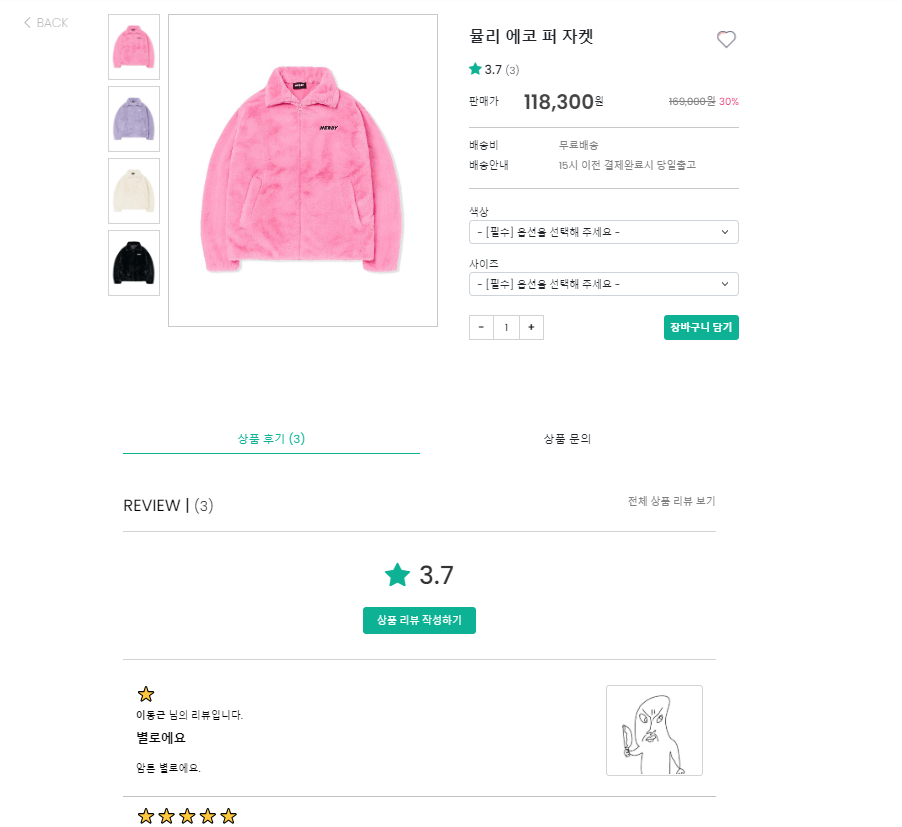 BACK
뮬리 에코 퍼 자켓
3.7 (3)
판매가 118,300원 169,000원 30%
배송비 무료배송
배송안내 15시 이전 결제완료시 당일출고
색상
- [필수] 옵션을 선택해 주세요 -
사이즈
- [필수] 옵션을 선택해 주세요 -
- 1 + 장바구니 담기
상품 후기 (3) 상품 문의
REVIEW | (3) 전체 상품 리뷰 보기
3.7
상품 리뷰 작성하기
이동근 님의 리뷰입니다.
별로에요
암튼 별로에요.